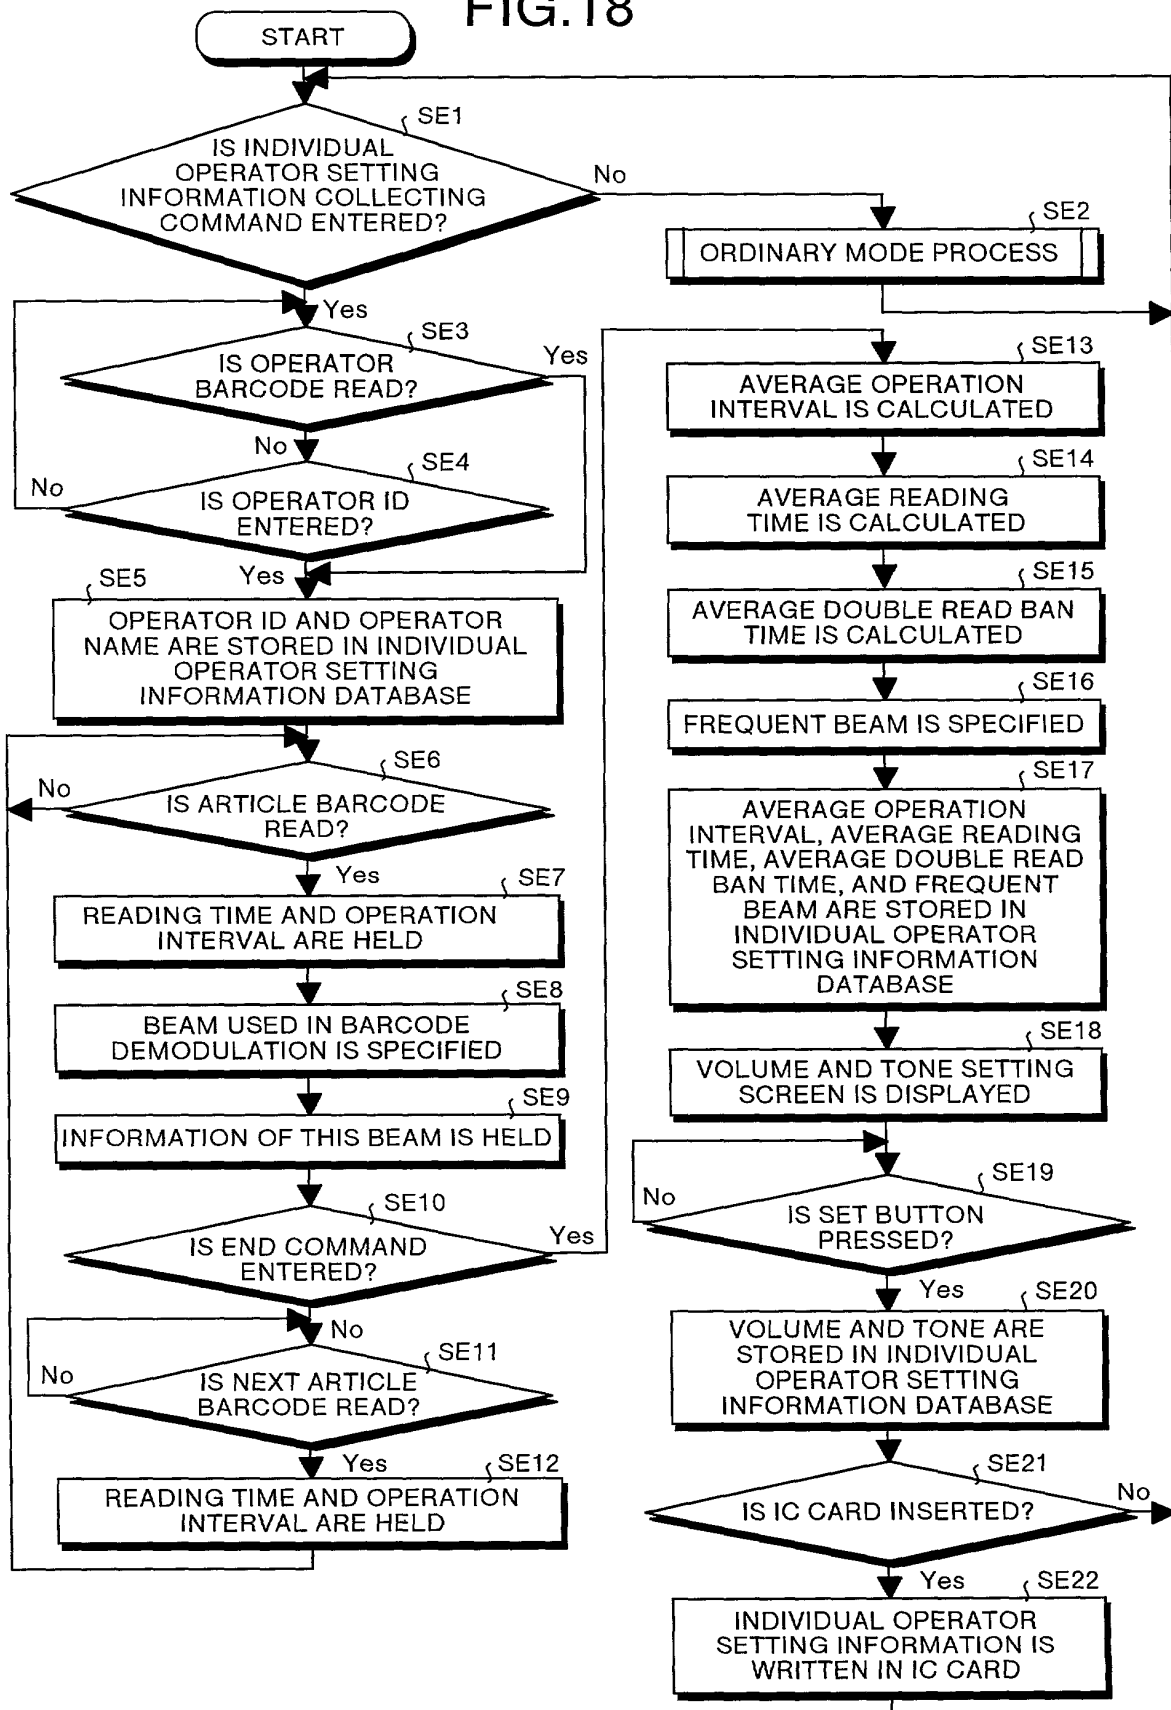 FIG.18
START
SE1
IS INDIVIDUAL
OPERATOR SETTING
INFORMATION COLLECTING
COMMAND ENTERED?
No
Yes
SE2
ORDINARY MODE PROCESS
SE3
IS OPERATOR
BARCODE READ?
Yes
No
SE4
IS OPERATOR ID
ENTERED?
No
Yes
SE5
OPERATOR ID AND OPERATOR
NAME ARE STORED IN INDIVIDUAL
OPERATOR SETTING
INFORMATION DATABASE
SE6
IS ARTICLE BARCODE
READ?
No
Yes
SE7
READING TIME AND OPERATION
INTERVAL ARE HELD
SE8
BEAM USED IN BARCODE
DEMODULATION IS SPECIFIED
SE9
INFORMATION OF THIS BEAM IS HELD
SE10
IS END COMMAND
ENTERED?
Yes
No
SE11
IS NEXT ARTICLE
BARCODE READ?
No
Yes
SE12
READING TIME AND OPERATION
INTERVAL ARE HELD
SE13
AVERAGE OPERATION
INTERVAL IS CALCULATED
SE14
AVERAGE READING
TIME IS CALCULATED
SE15
AVERAGE DOUBLE READ BAN
TIME IS CALCULATED
SE16
FREQUENT BEAM IS SPECIFIED
SE17
AVERAGE OPERATION
INTERVAL, AVERAGE READING
TIME, AVERAGE DOUBLE READ
BAN TIME, AND FREQUENT
BEAM ARE STORED IN
INDIVIDUAL OPERATOR
SETTING INFORMATION
DATABASE
SE18
VOLUME AND TONE SETTING
SCREEN IS DISPLAYED
SE19
IS SET BUTTON
PRESSED?
No
Yes
SE20
VOLUME AND TONE ARE
STORED IN INDIVIDUAL
OPERATOR SETTING
INFORMATION DATABASE
SE21
IS IC CARD INSERTED?
No
Yes
SE22
INDIVIDUAL OPERATOR
SETTING INFORMATION IS
WRITTEN IN IC CARD